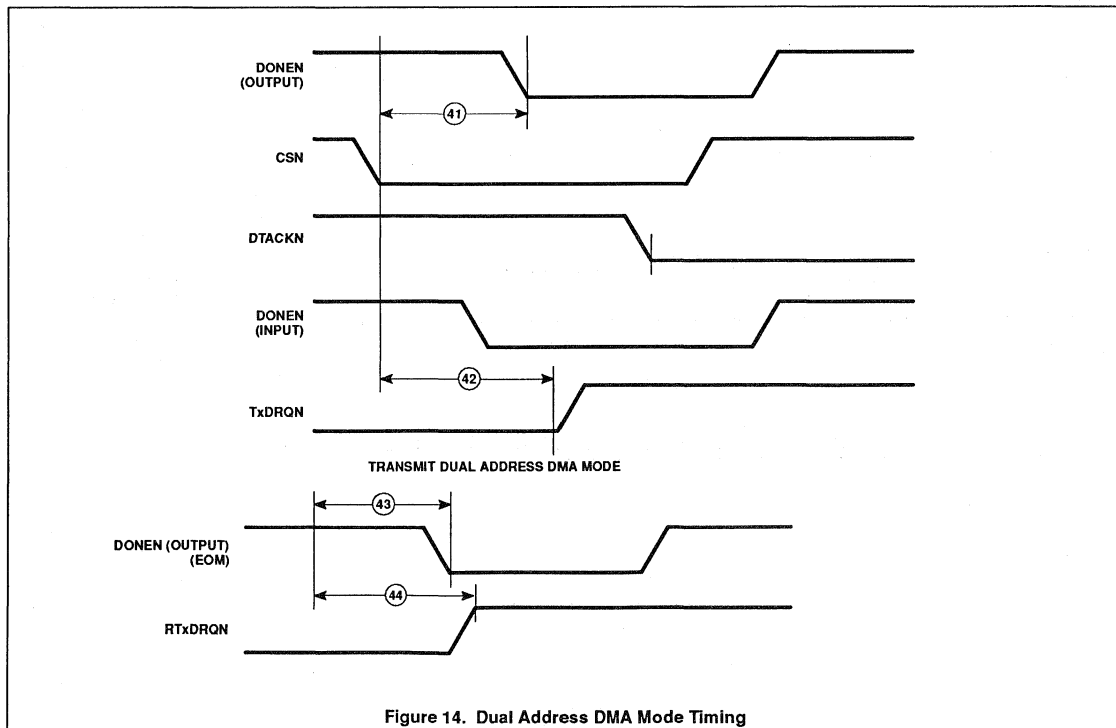 DONEN
(OUTPUT)
41
CSN
DTACKN
DONEN
(INPUT)
42
TxDRQN
TRANSMIT DUAL ADDRESS DMA MODE
43
DONEN (OUTPUT)
(EOM)
44
RTxDRQN
Figure 14. Dual Address DMA Mode Timing